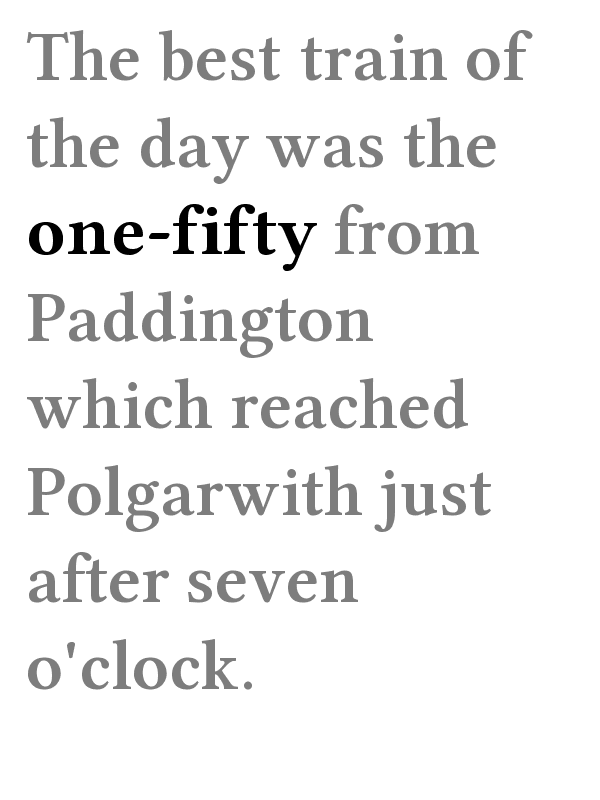 The best train of
the day was the
one-fifty from
Paddington
which reached
Polgarwith just
after seven
o'clock.